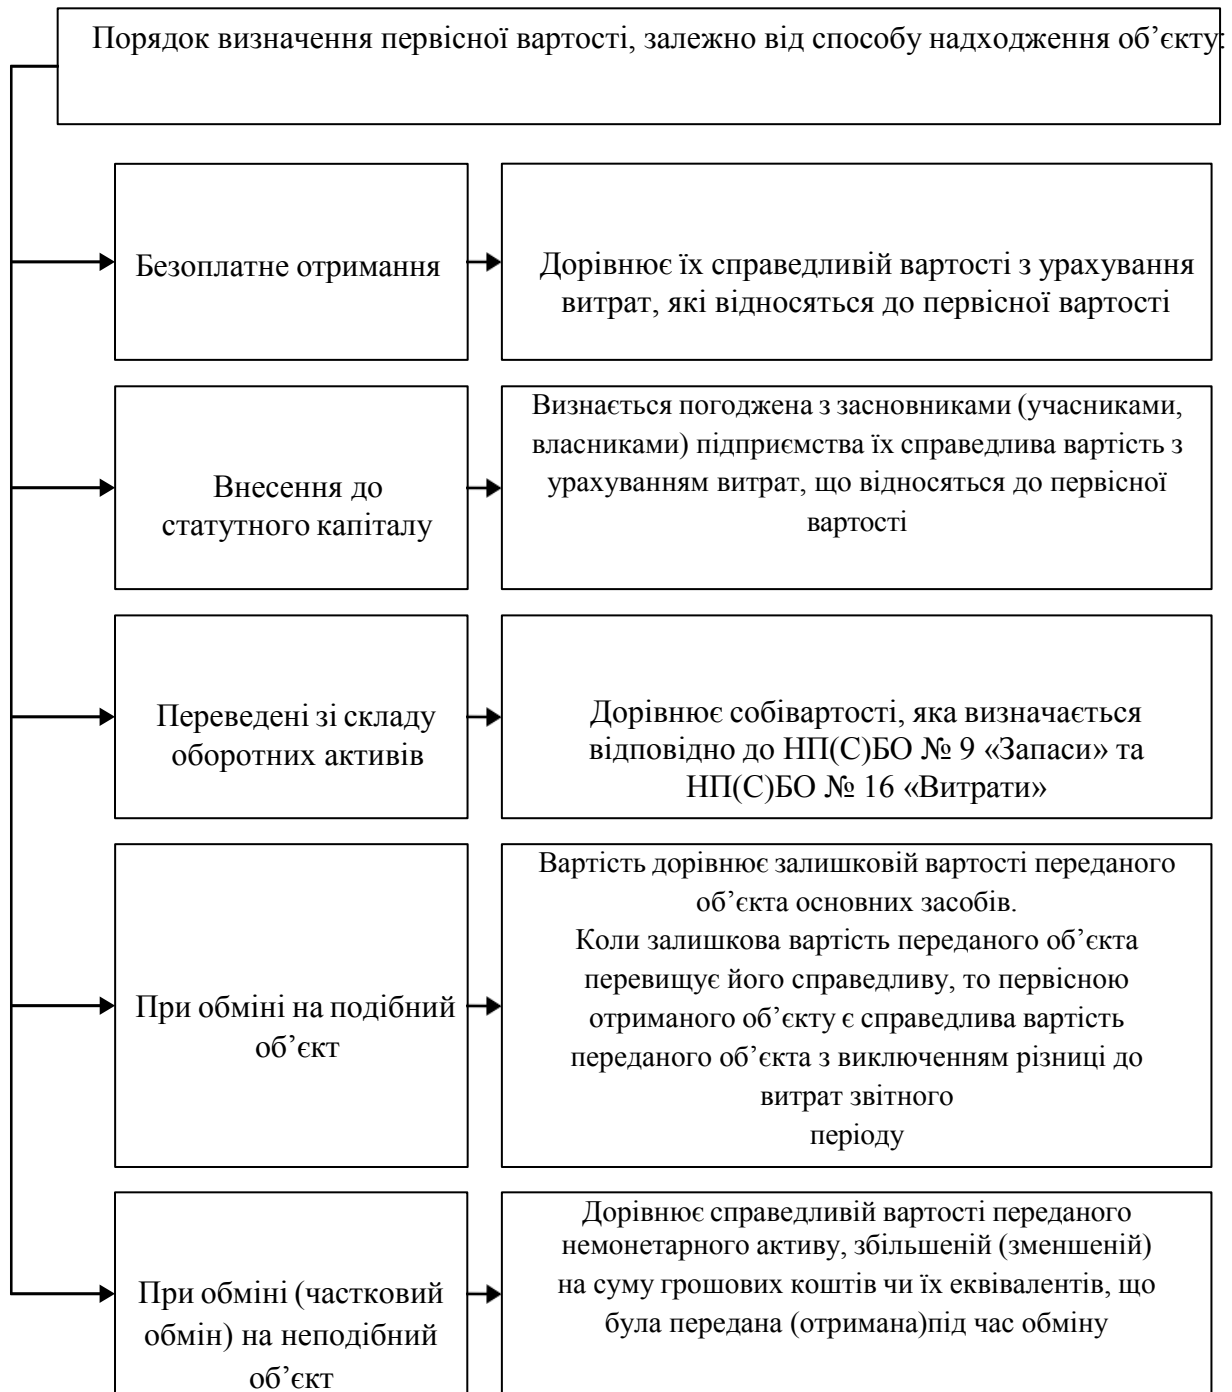 Порядок визначення первісної вартості, залежно від способу надходження об’єкту:
Безоплатне отримання
Дорівнює їх справедливій вартості з урахування
витрат, які відносяться до первісної вартості
Внесення до
статутного капіталу
Визнається погоджена з засновниками (учасниками,
власниками) підприємства їх справедлива вартість з
урахуванням витрат, що відносяться до первісної
вартості
Переведені зі складу
оборотних активів
Дорівнює собівартості, яка визначається
відповідно до НП(С)БО № 9 «Запаси» та
НП(С)БО № 16 «Витрати»
При обміні на подібний
об’єкт
Вартість дорівнює залишковій вартості переданого
об’єкта основних засобів.
Коли залишкова вартість переданого об’єкта
перевищує його справедливу, то первісною
отриманого об’єкту є справедлива вартість
переданого об’єкта з виключенням різниці до
витрат звітного
періоду
При обміні (частковий
обмін) на неподібний
об’єкт
Дорівнює справедливій вартості переданого
немонетарного активу, збільшеній (зменшеній)
на суму грошових коштів чи їх еквівалентів, що
була передана (отримана)під час обміну